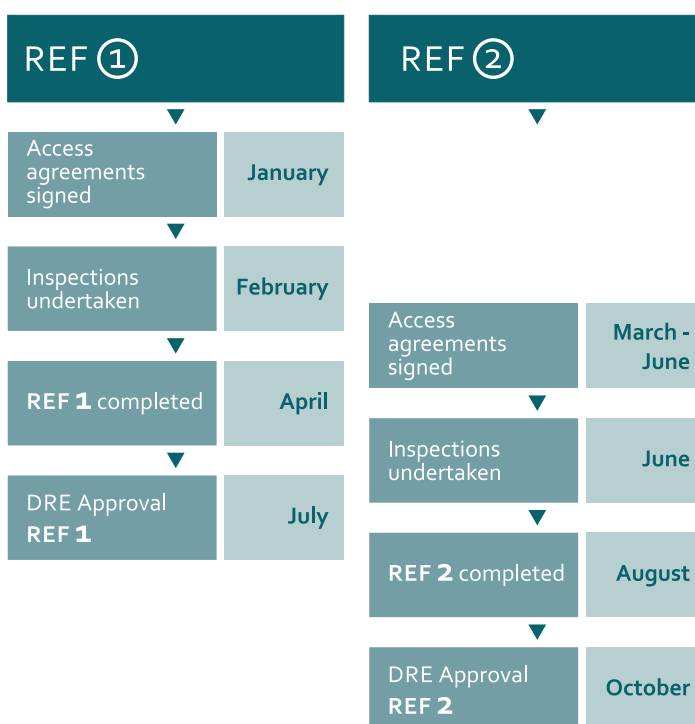 REF 1
Access
agreements
signed
January
Inspections
undertaken
February
REF 1 completed
April
DRE Approval
REF 1
July
REF 2
Access
agreements
signed
March -
June
Inspections
undertaken
June
REF 2 completed
August
DRE Approval
REF 2
October